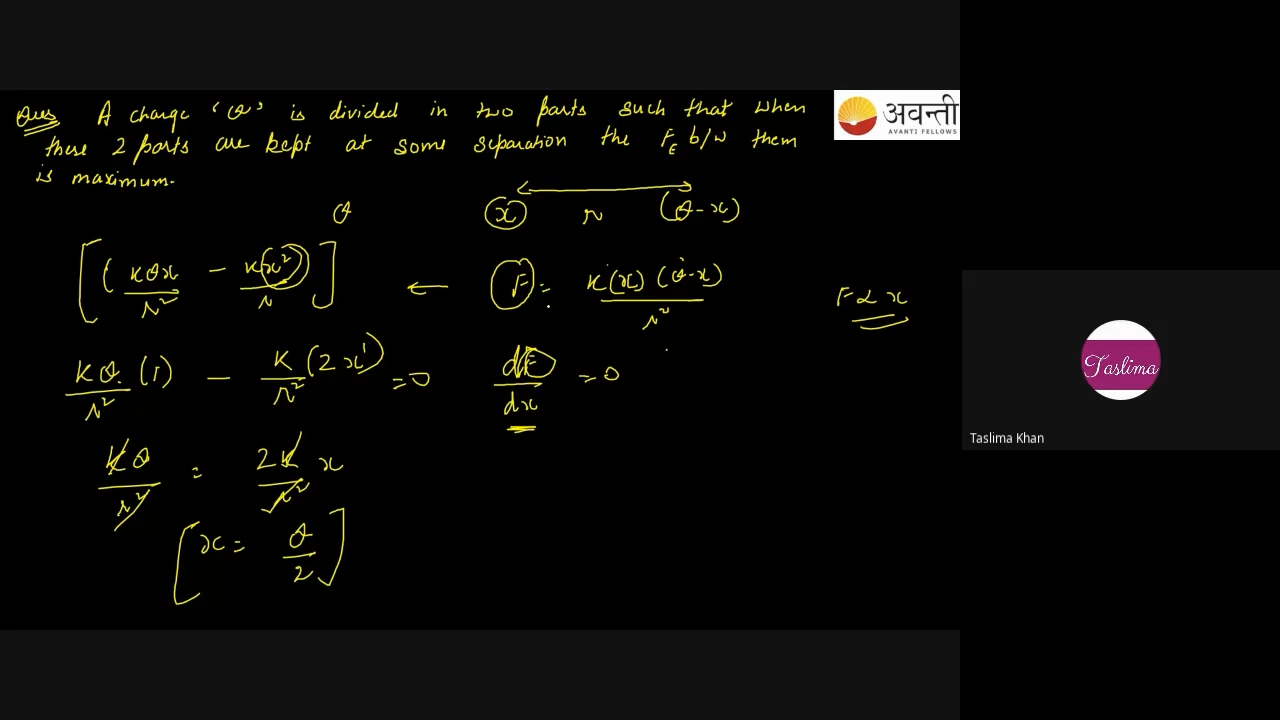 Ques A charge 'Q' is divided in two parts such that when
अवन्ती
AVANTI FELLOWS
these 2 parts are kept at some separation the F_E b/w them
is maximum.
Q
x r (Q-x)
[(KQx/r² - K(x²)/r)] ← F = K(x)(Q-x)/r² F ∝ x
KQ/r² (1) - K/r² (2x¹) = 0 dF/dx = 0
KQ/r² = 2K/r² x
[x = Q/2]
Taslima
Taslima Khan